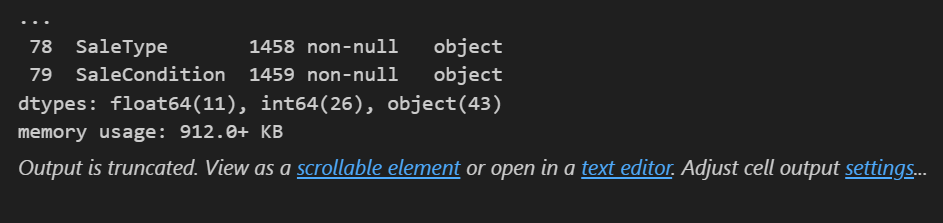 ...
 78  SaleType       1458 non-null   object
 79  SaleCondition  1459 non-null   object
dtypes: float64(11), int64(26), object(43)
memory usage: 912.0+ KB
Output is truncated. View as a scrollable element or open in a text editor. Adjust cell output settings...